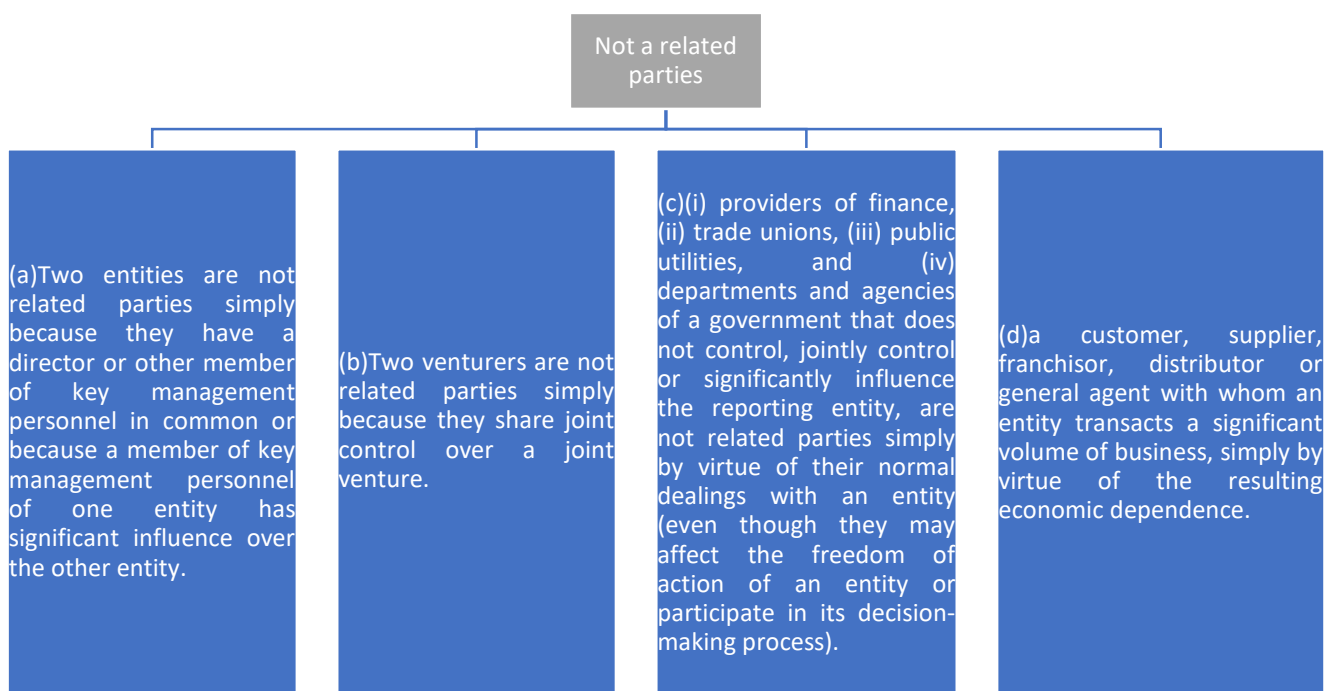 Not a related
parties
(a)Two entities are not
related parties simply
because they have a
director or other member
of key management
personnel in common or
because a member of key
management personnel
of one entity has
significant influence over
the other entity.
(b)Two venturers are not
related parties simply
because they share joint
control over a joint
venture.
(c)(i) providers of finance,
(ii) trade unions, (iii) public
utilities, and (iv)
departments and agencies
of a government that does
not control, jointly control
or significantly influence
the reporting entity, are
not related parties simply
by virtue of their normal
dealings with an entity
(even though they may
affect the freedom of
action of an entity or
participate in its decision-
making process).
(d)a customer, supplier,
franchisor, distributor or
general agent with whom an
entity transacts a significant
volume of business, simply by
virtue of the resulting
economic dependence.